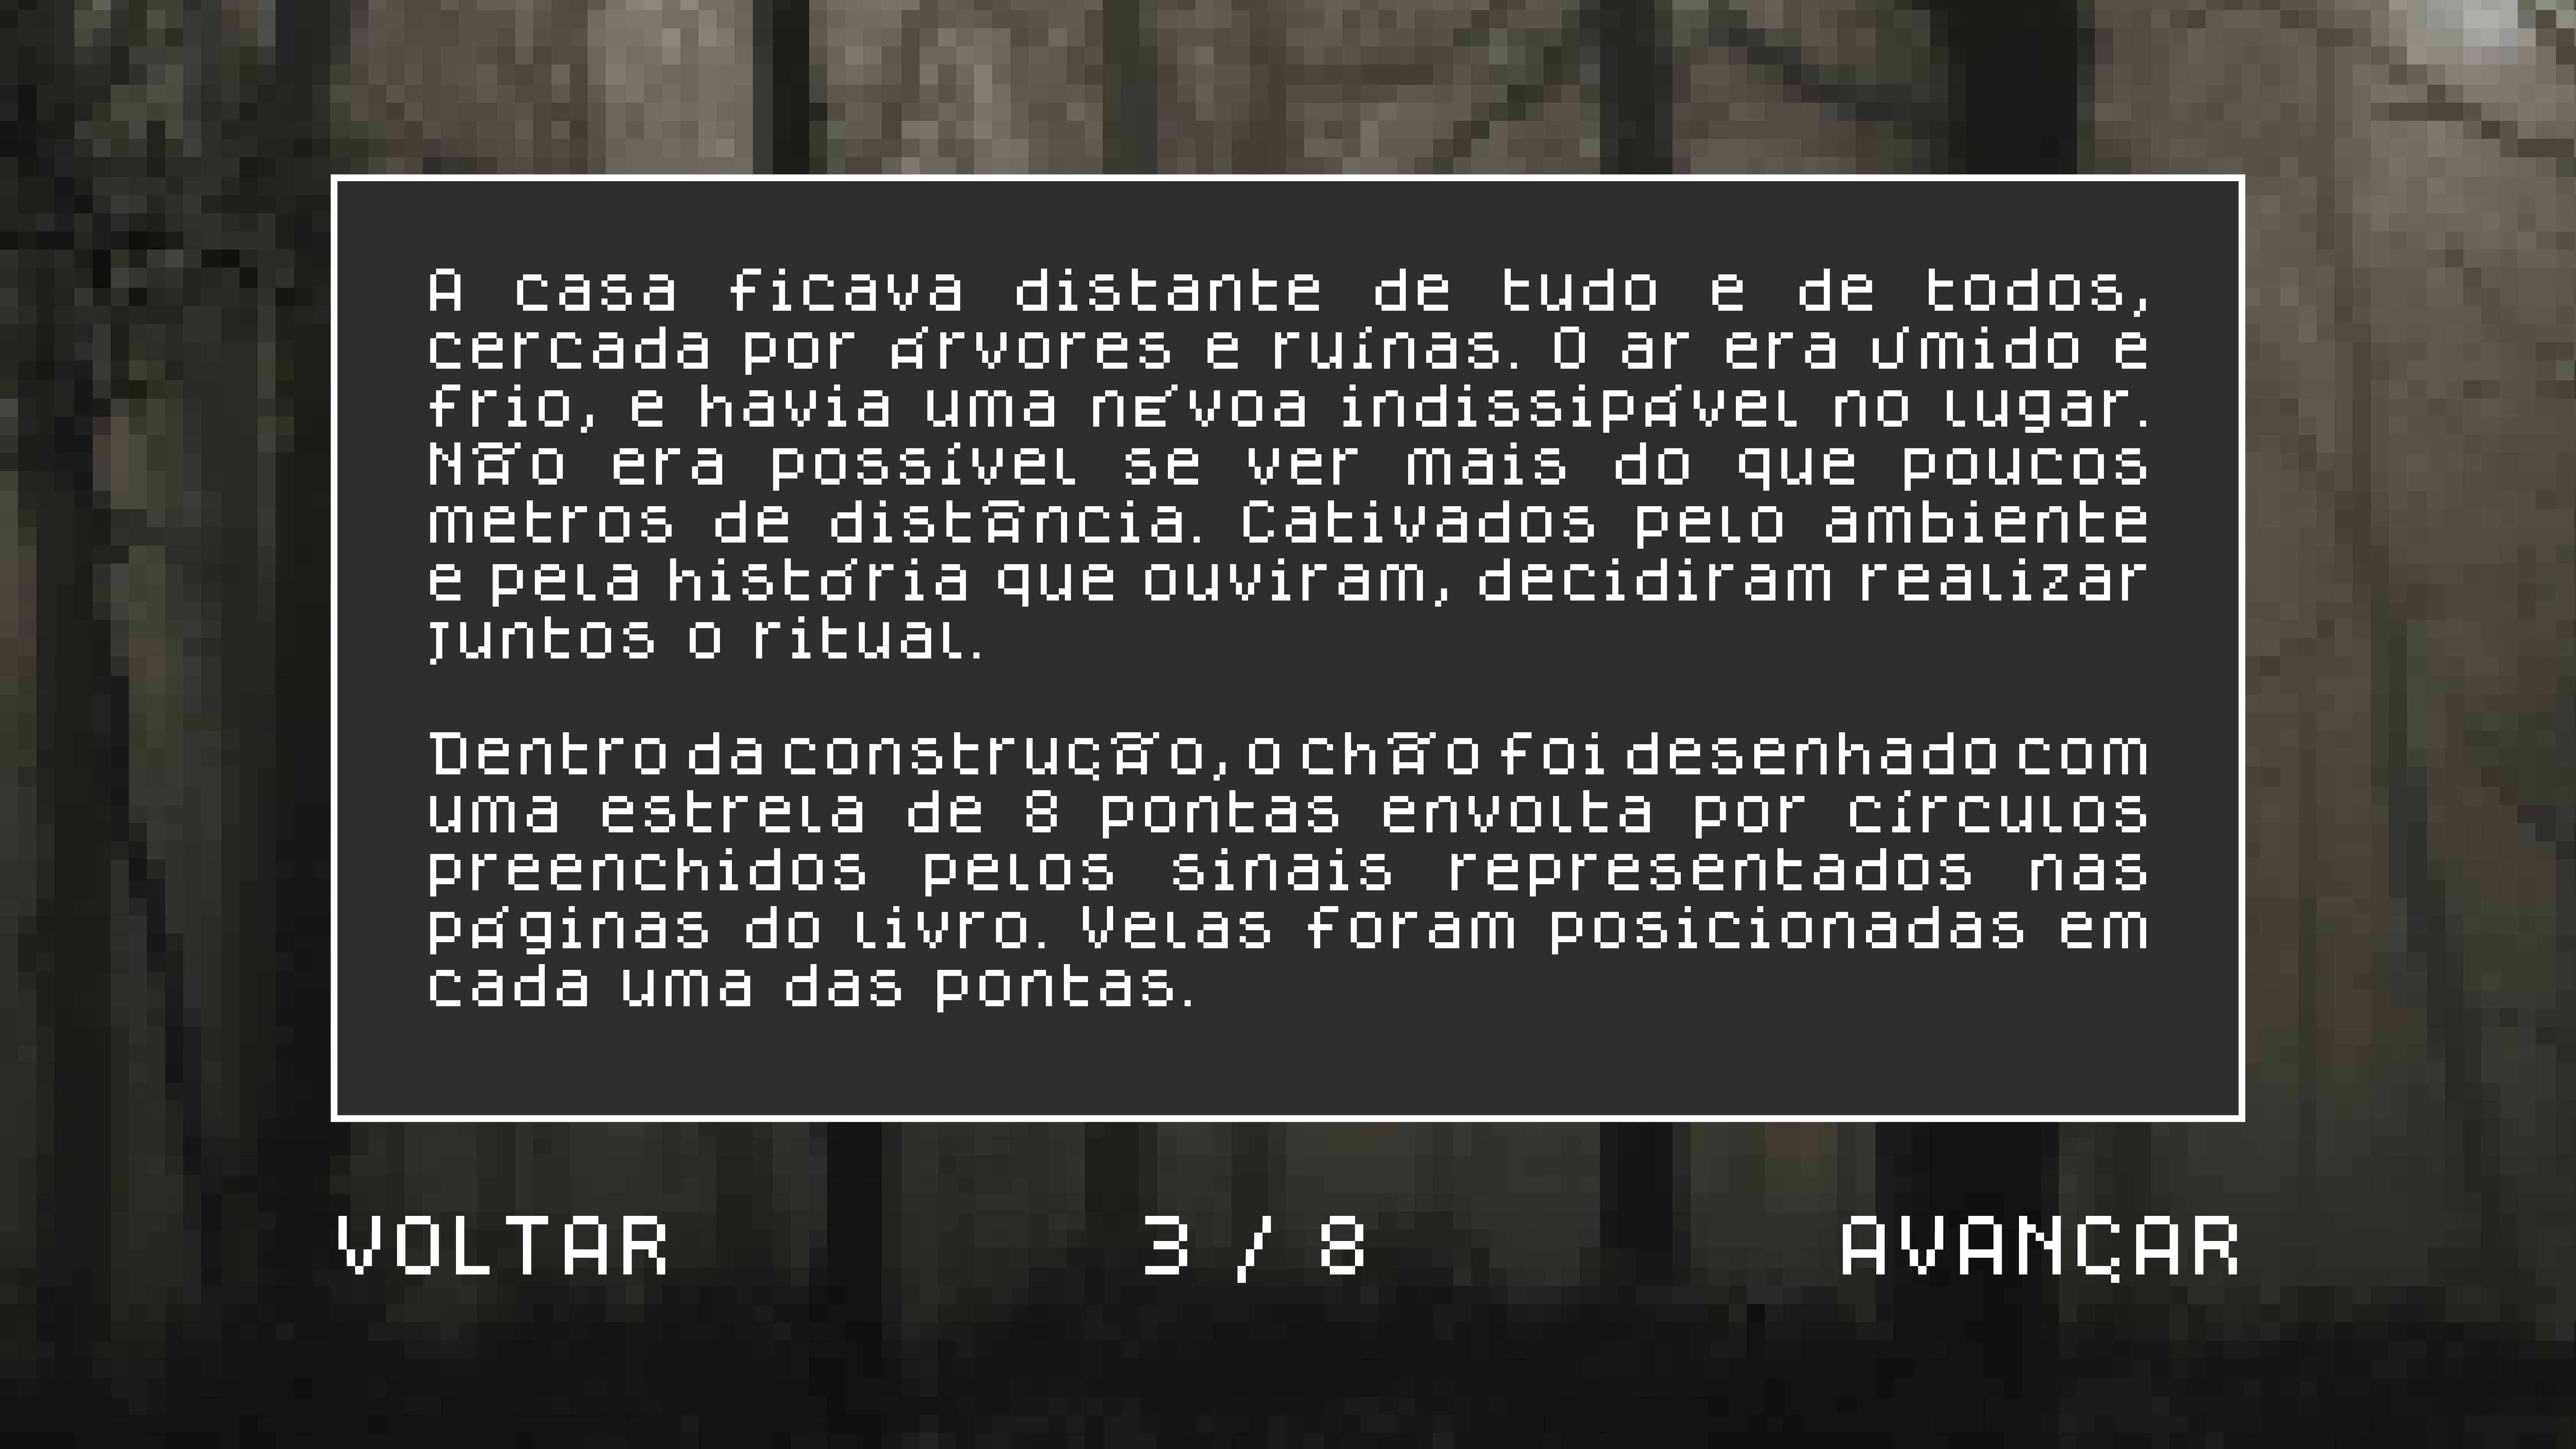 A casa ficava distante de tudo e de todos,
cercada por árvores e ruínas. O ar era úmido e
frio, e havia uma névoa indissipável no lugar.
Não era possível se ver mais do que poucos
metros de distância. Cativados pelo ambiente
e pela história que ouviram, decidiram realizar
juntos o ritual.
Dentro da construção, o chão foi desenhado com
uma estrela de 8 pontas envolta por círculos
preenchidos pelos sinais representados nas
páginas do livro. Velas foram posicionadas em
cada uma das pontas.
VOLTAR 3 / 8 AVANÇAR